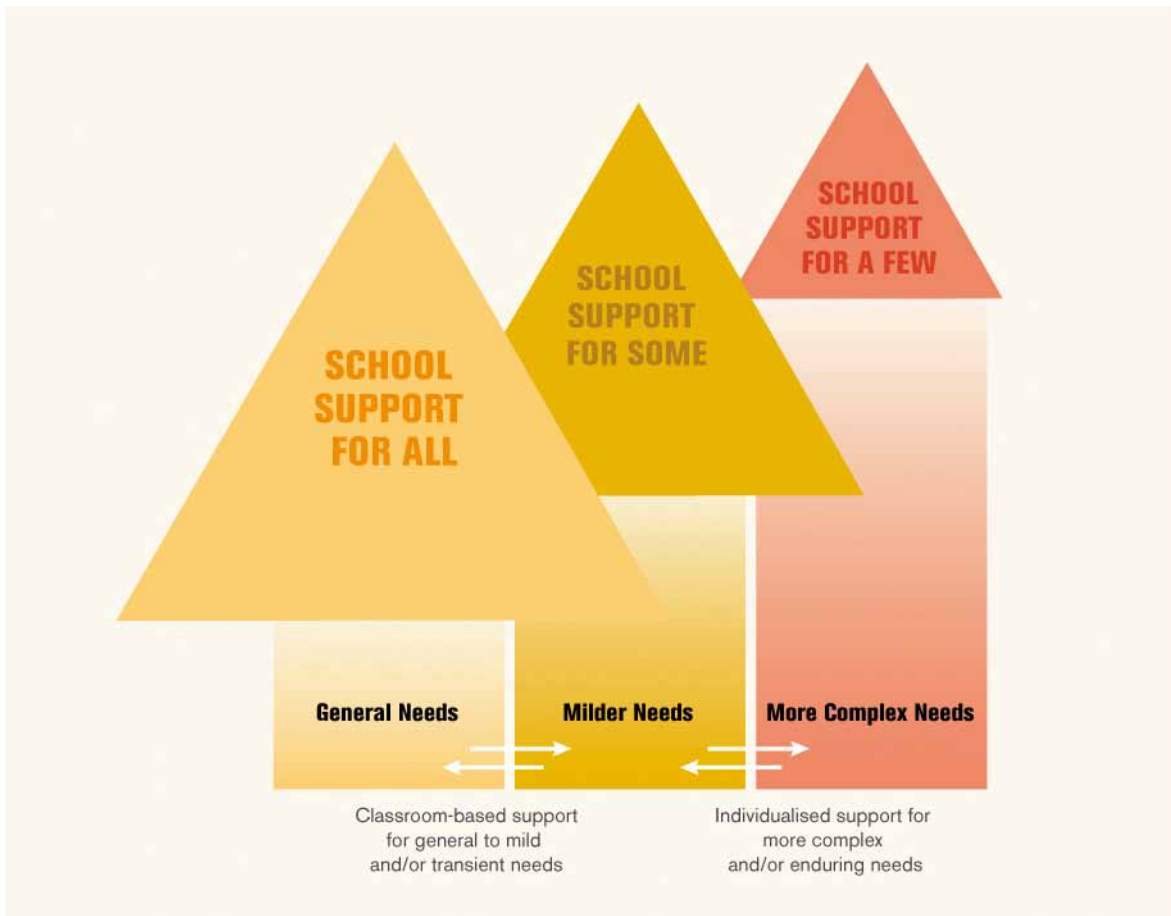 SCHOOL
SUPPORT
FOR A FEW
SCHOOL
SUPPORT
FOR SOME
SCHOOL
SUPPORT
FOR ALL
General Needs
Milder Needs
More Complex Needs
Classroom-based support
for general to mild
and/or transient needs
Individualised support for
more complex
and/or enduring needs